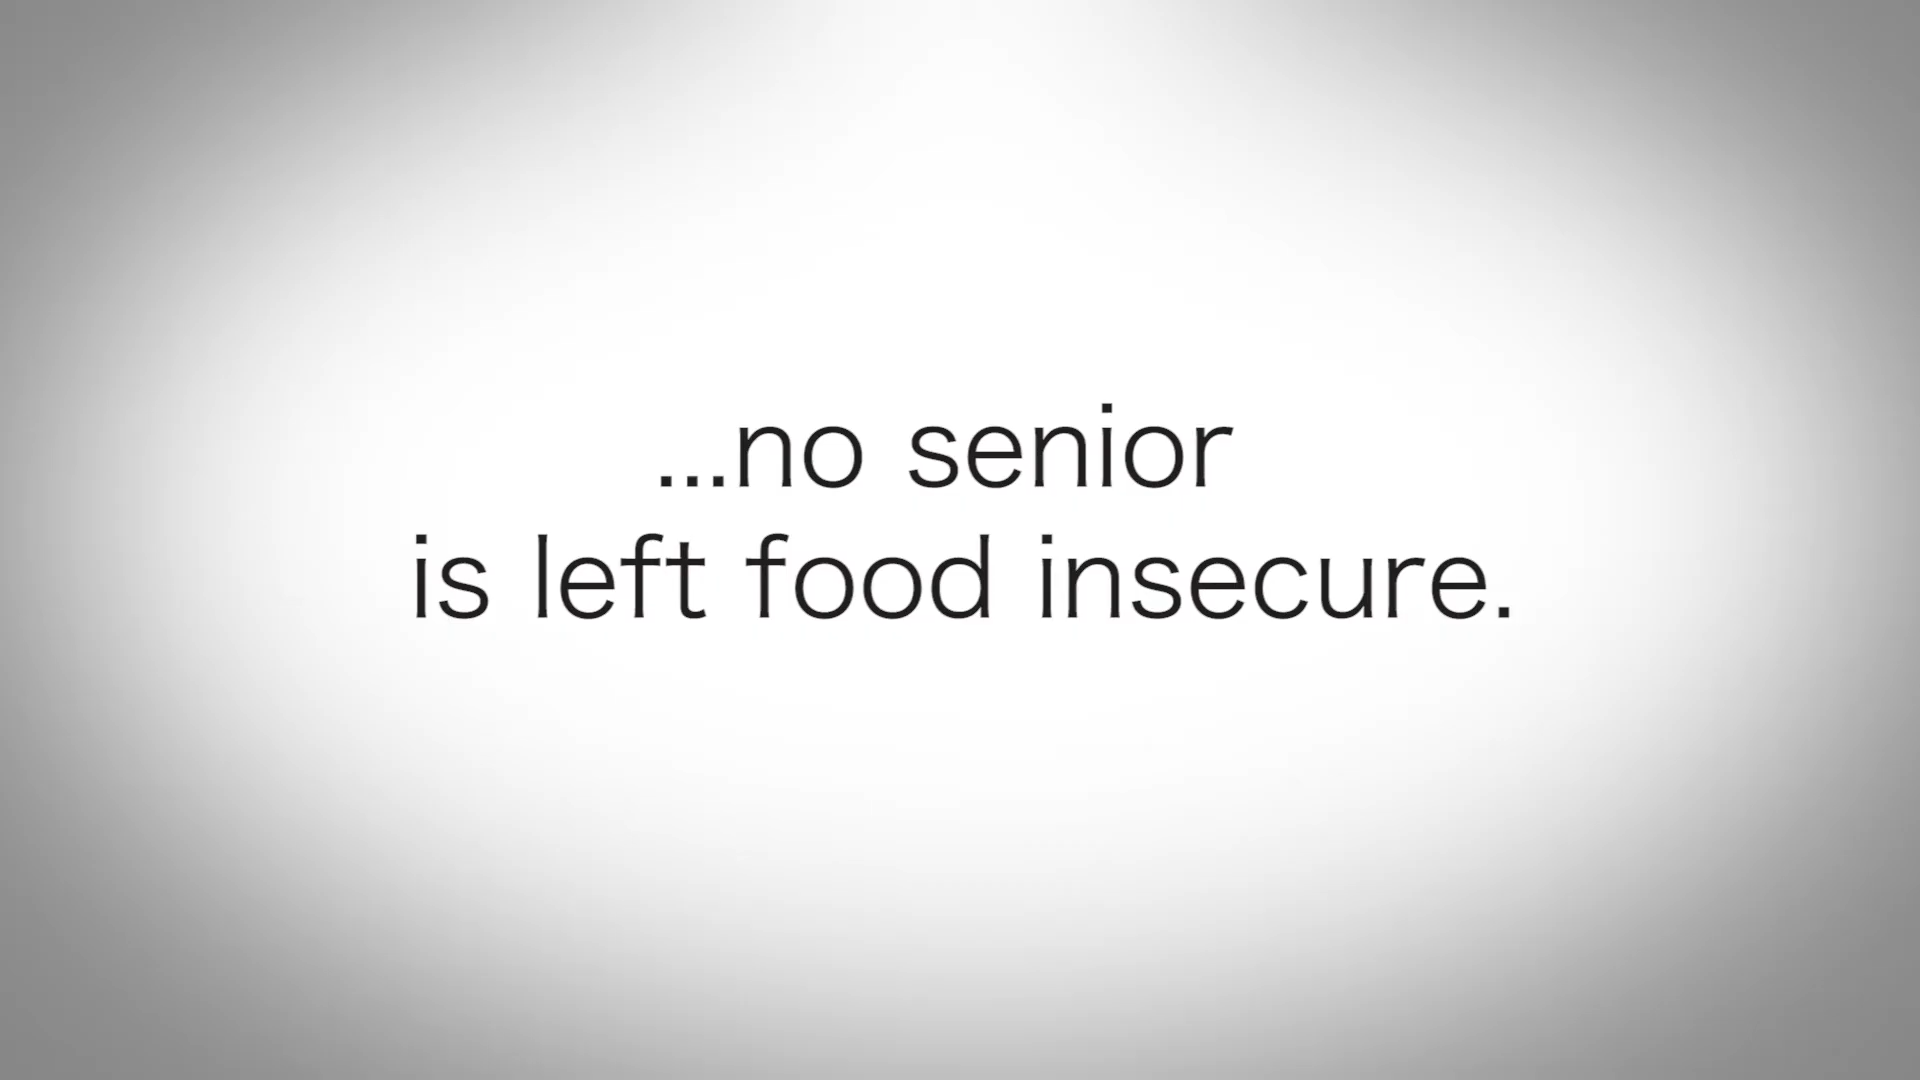 ...no senior
is left food insecure.